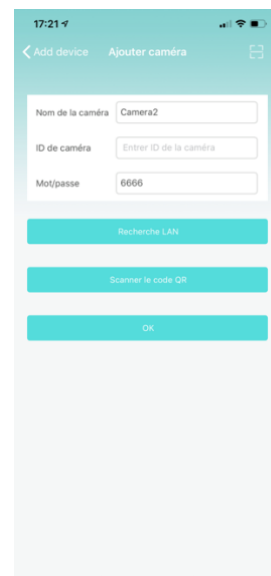 17:21
Add device Ajouter caméra
Nom de la caméra Camera2
ID de caméra Entrer ID de la caméra
Mot/passe 6666
Recherche LAN
Scanner le code QR
OK